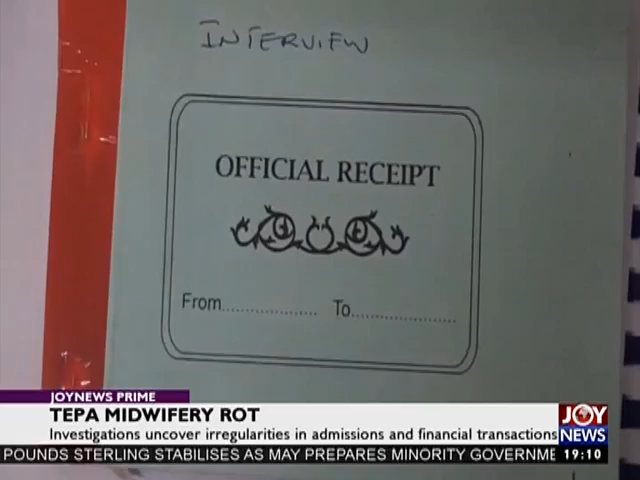 INTERVIEW
OFFICIAL RECEIPT
From.................... To......................
JOYNEWS PRIME
TEPA MIDWIFERY ROT
Investigations uncover irregularities in admissions and financial transactions
JOY
NEWS
POUNDS STERLING STABILISES AS MAY PREPARES MINORITY GOVERNME
19:10